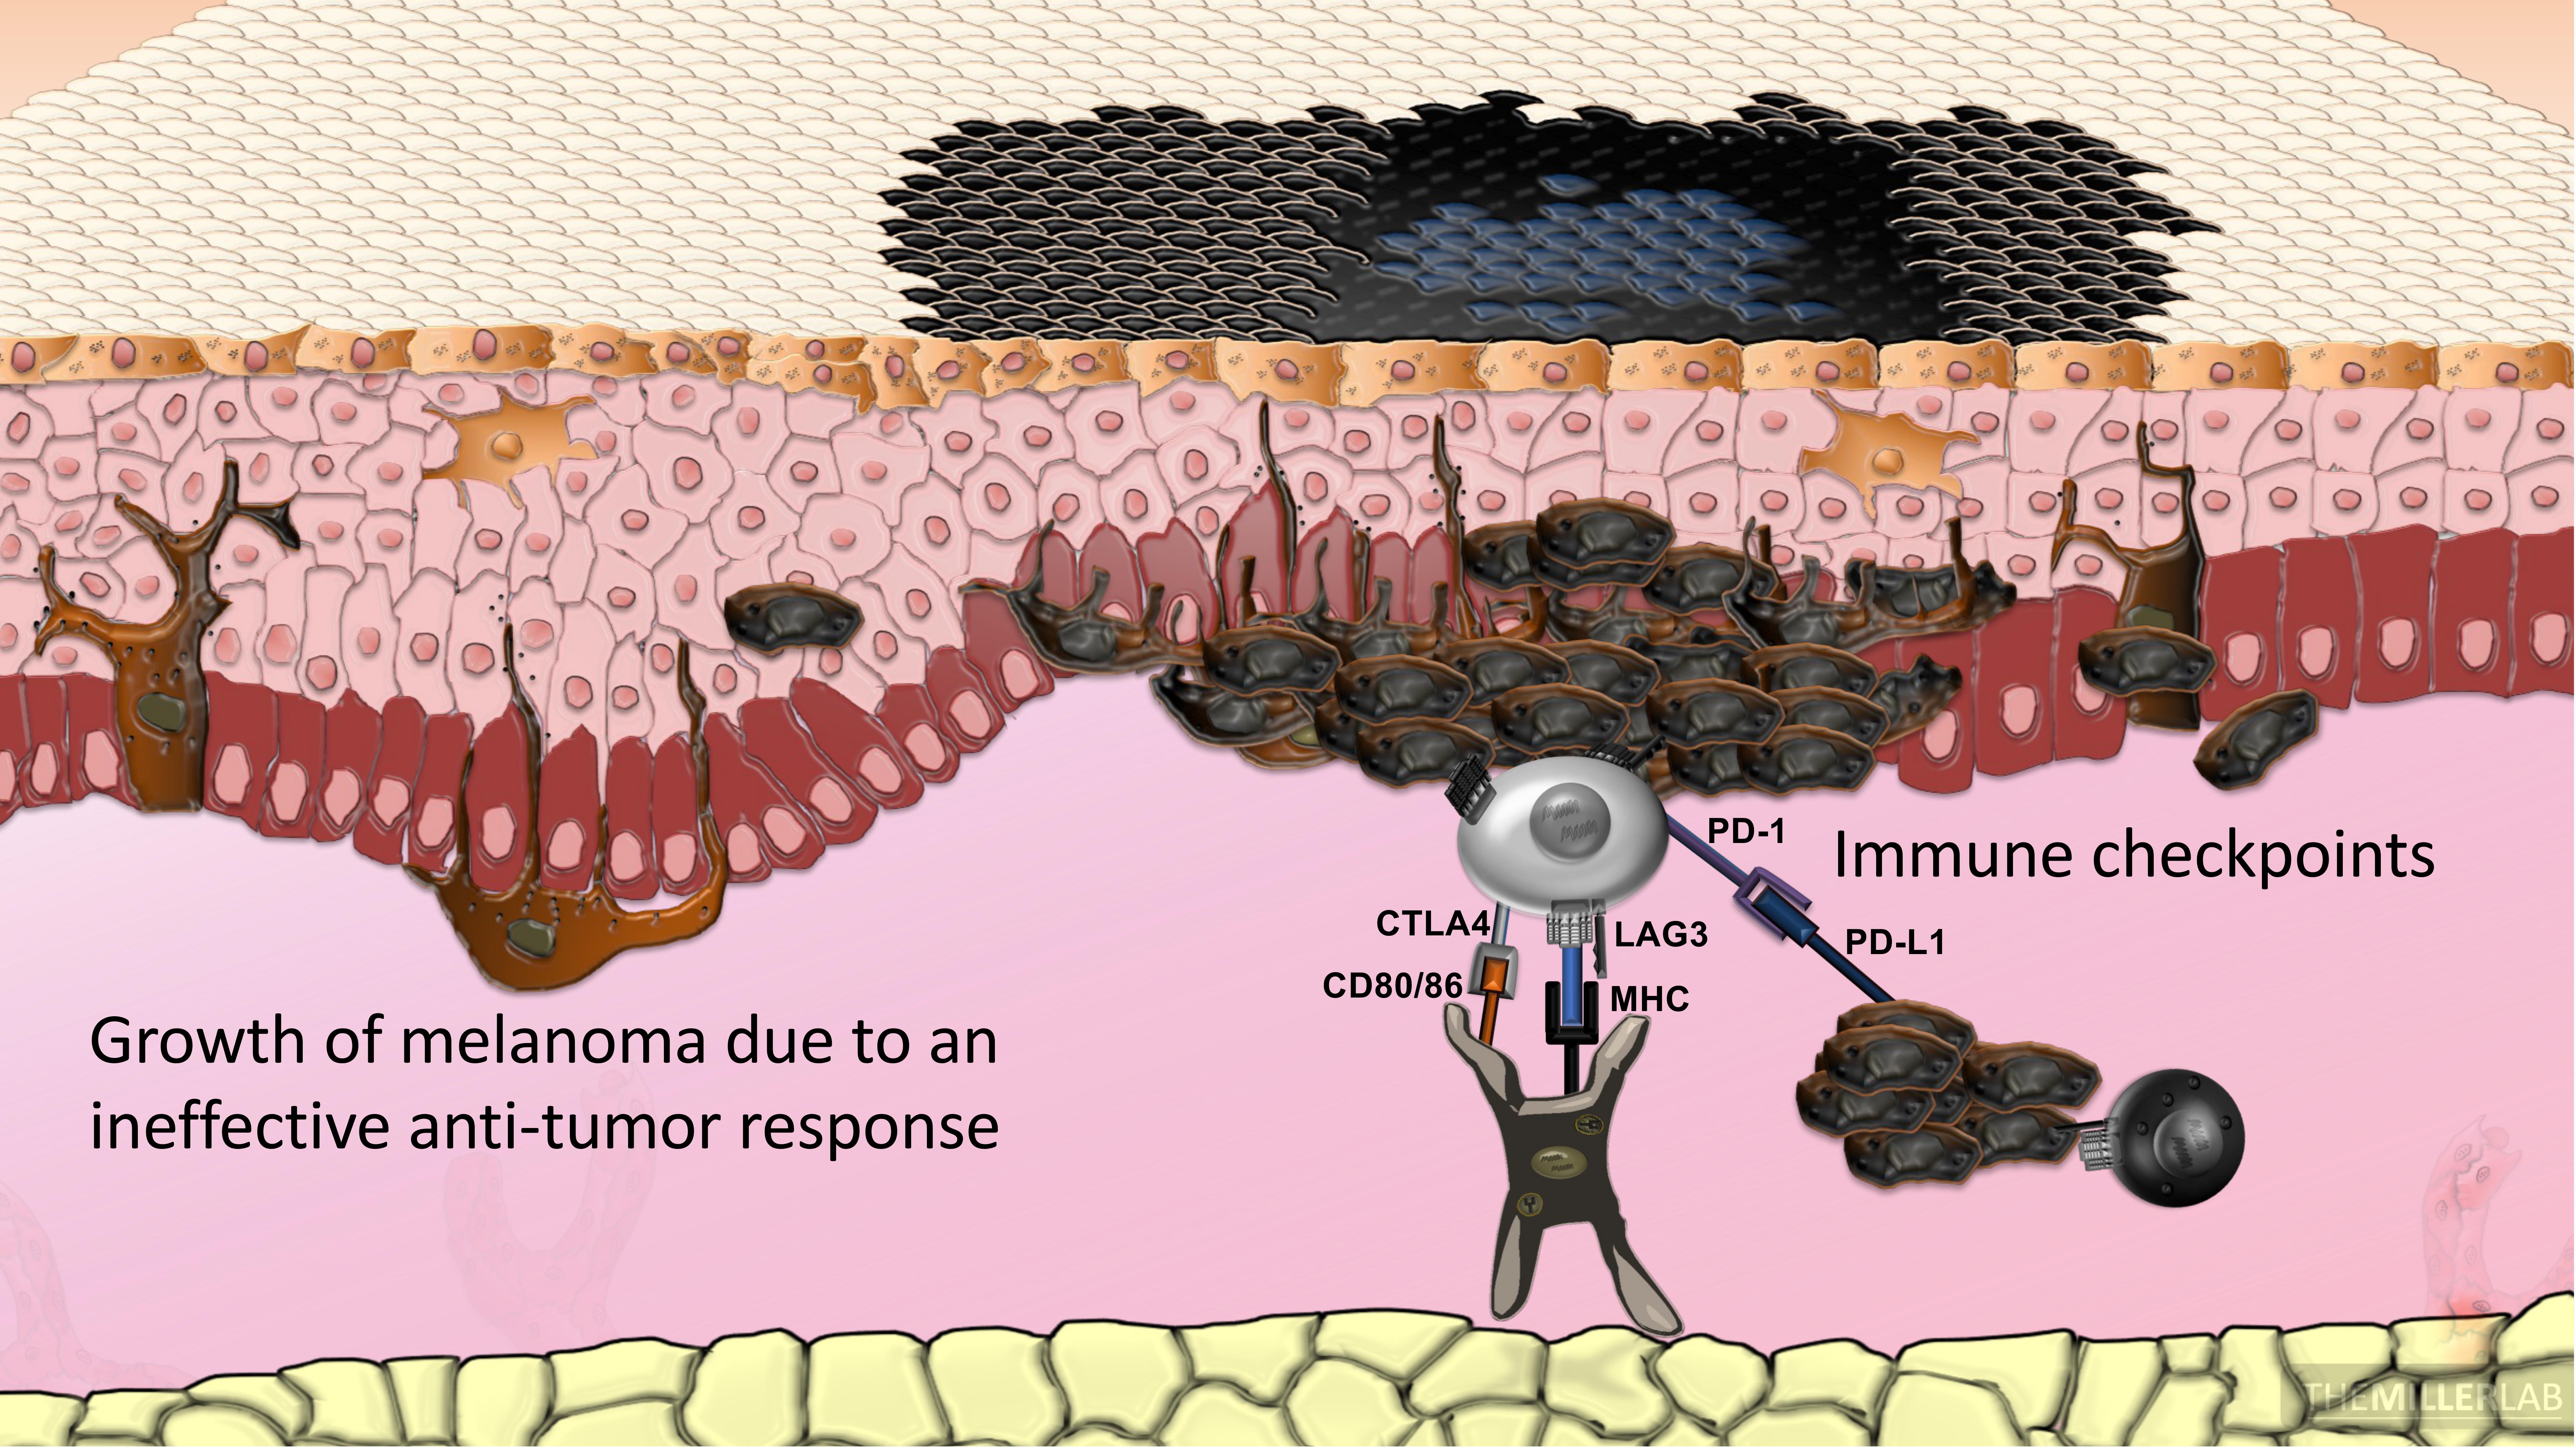 PD-1
Immune checkpoints
CTLA4
LAG3
PD-L1
CD80/86
MHC
Growth of melanoma due to an
ineffective anti-tumor response
THEMILLERLAB